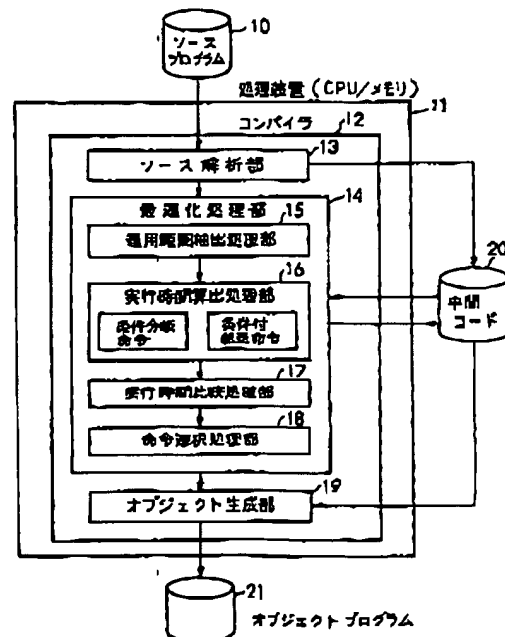 10
ソース
プログラム
処理装置(CPU/メモリ)
11
コンパイラ
12
13
ソース解析部
14
最適化処理部
15
適用範囲抽出処理部
16
実行時間算出処理部
条件分岐
命令
条件付
転送命令
17
実行時間比較処理部
18
命令選択処理部
19
オブジェクト生成部
20
中間
コード
21
オブジェクトプログラム